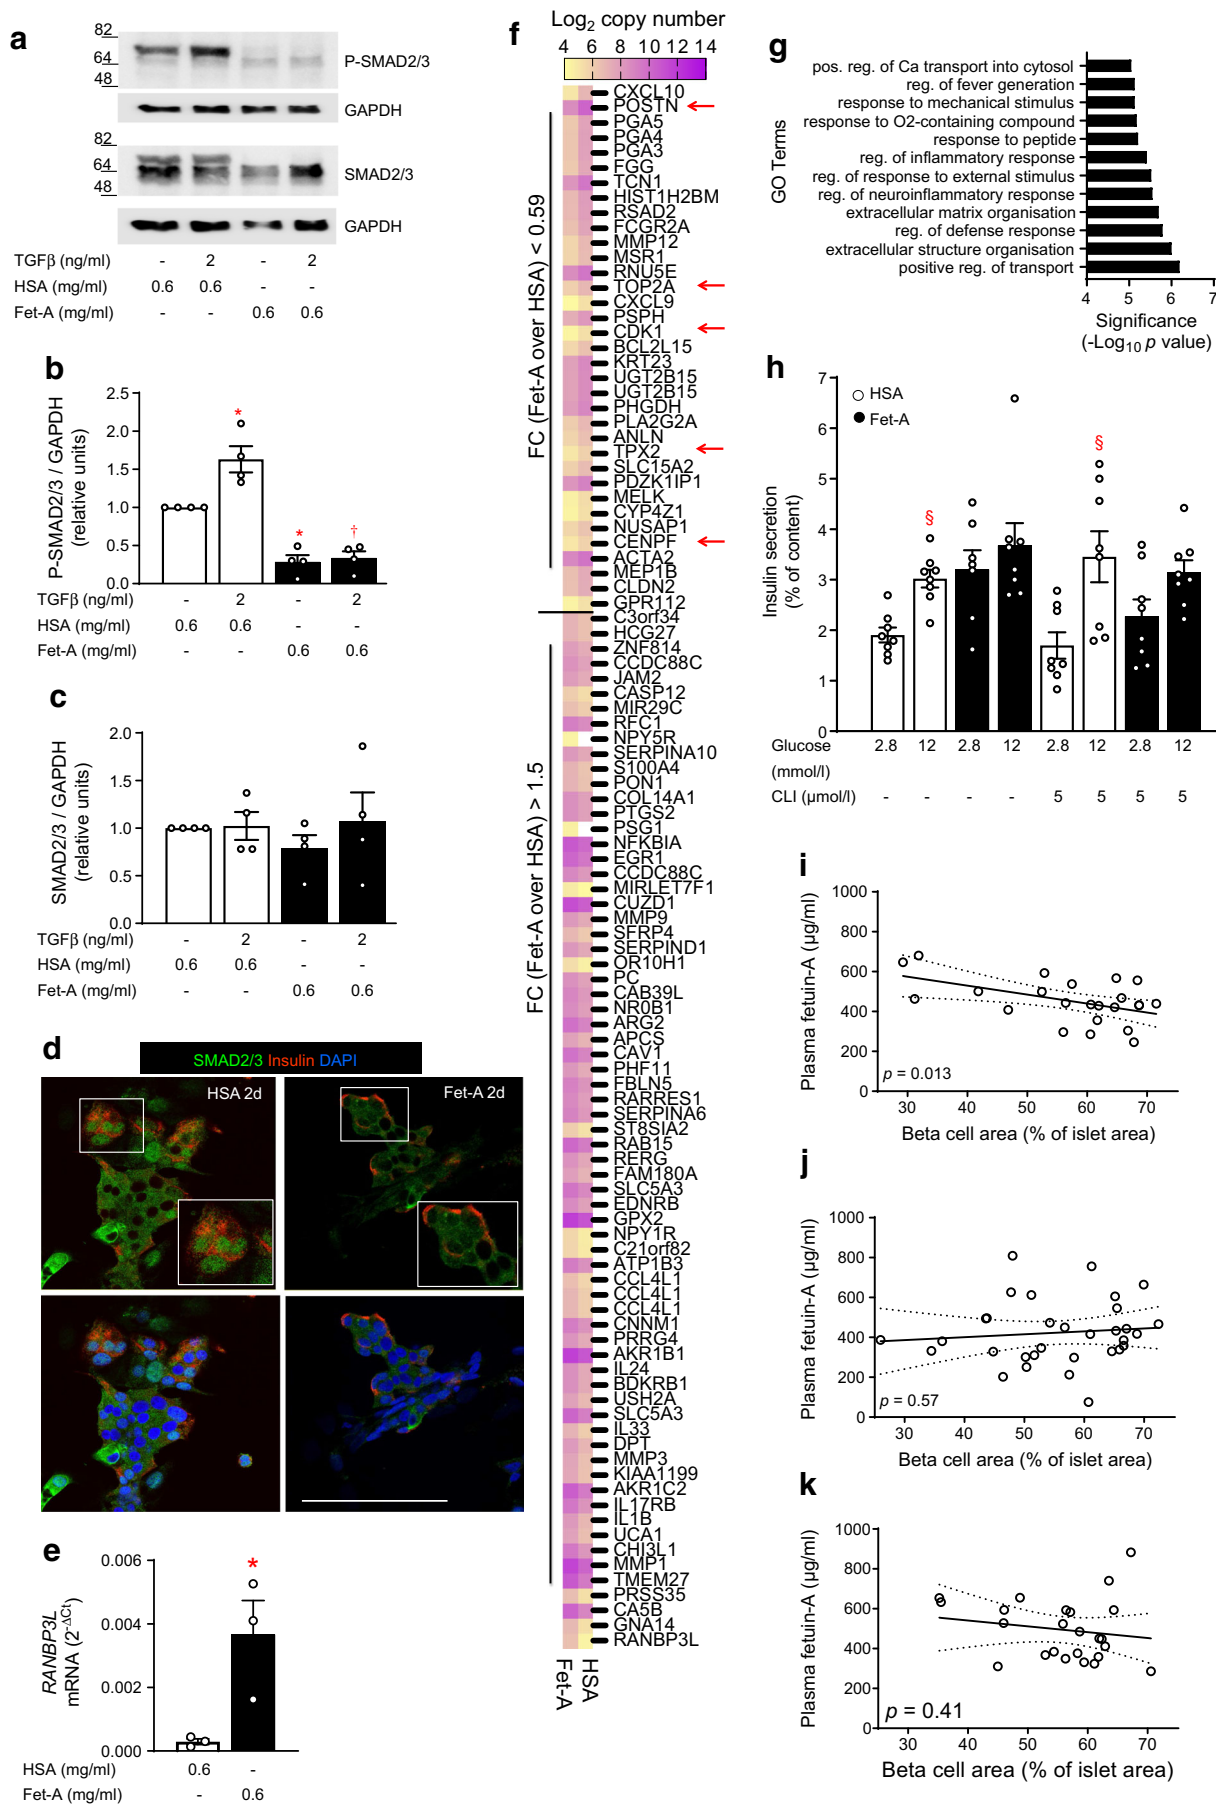 a
82
64
48
P-SMAD2/3
GAPDH
82
64
48
SMAD2/3
GAPDH
TGFβ (ng/ml) - 2 - 2
HSA (mg/ml) 0.6 0.6 - -
Fet-A (mg/ml) - - 0.6 0.6
b
P-SMAD2/3 / GAPDH
(relative units)
2.5
2.0
1.5
1.0
0.5
0.0
* * †
TGFβ (ng/ml) - 2 - 2
HSA (mg/ml) 0.6 0.6 - -
Fet-A (mg/ml) - - 0.6 0.6
c
SMAD2/3 / GAPDH
(relative units)
2.0
1.5
1.0
0.5
0.0
TGFβ (ng/ml) - 2 - 2
HSA (mg/ml) 0.6 0.6 - -
Fet-A (mg/ml) - - 0.6 0.6
d
SMAD2/3 Insulin DAPI
HSA 2d
Fet-A 2d
e
RANBP3L
mRNA (2-ΔCt)
0.006
0.004
0.002
0.000
*
HSA (mg/ml) 0.6 -
Fet-A (mg/ml) - 0.6
f
Log2 copy number
4 6 8 10 12 14
FC (Fet-A over HSA) < 0.59
FC (Fet-A over HSA) > 1.5
CXCL10
POSTN
PGA5
PGA4
PGA3
FGG
TCN1
HIST1H2BM
RSAD2
FCGR2A
MMP12
MSR1
RNU5E
TOP2A
CXCL9
PSPH
CDK1
BCL2L15
KRT23
UGT2B15
UGT2B15
PHGDH
PLA2G2A
ANLN
TPX2
SLC15A2
PDZK1IP1
MELK
CYP4Z1
NUSAP1
CENPF
ACTA2
MEP1B
CLDN2
GPR112
C3orf34
HCG27
ZNF814
CCDC88C
JAM2
CASP12
MIR29C
RFC1
NPY5R
SERPINA10
S100A4
PON1
COL14A1
PTGS2
PSG1
NFKBIA
EGR1
CCDC88C
MIRLET7F1
CUZD1
MMP9
SFRP4
SERPIND1
OR10H1
PC
CAB39L
NR0B1
ARG2
APCS
CAV1
PHF11
FBLN5
RARRES1
SERPINA6
ST8SIA2
RAB15
RERG
FAM180A
SLC5A3
EDNRB
GPX2
NPY1R
C21orf82
ATP1B3
CCL4L1
CCL4L1
CCL4L1
CNNM1
PRRG4
AKR1B1
IL24
BDKRB1
USH2A
SLC5A3
IL33
DPT
MMP3
KIAA1199
AKR1C2
IL17RB
IL1B
UCA1
CHI3L1
MMP1
TMEM27
PRSS35
CA5B
GNA14
RANBP3L
Fet-A
HSA
g
GO Terms
pos. reg. of Ca transport into cytosol
reg. of fever generation
response to mechanical stimulus
response to O2-containing compound
response to peptide
reg. of inflammatory response
reg. of response to external stimulus
reg. of neuroinflammatory response
extracellular matrix organisation
reg. of defense response
extracellular structure organisation
positive reg. of transport
4 5 6 7
Significance
(-Log10 p value)
h
Insulin secretion
(% of content)
7
6
5
4
3
2
1
0
HSA
Fet-A
§ §
Glucose 2.8 12 2.8 12 2.8 12 2.8 12
(mmol/l)
CLI (μmol/l) - - - - 5 5 5 5
i
Plasma fetuin-A (μg/ml)
1000
800
600
400
200
0
p = 0.013
30 40 50 60 70
Beta cell area (% of islet area)
j
Plasma fetuin-A (μg/ml)
1000
800
600
400
200
0
p = 0.57
30 40 50 60 70
Beta cell area (% of islet area)
k
Plasma fetuin-A (μg/ml)
1000
800
600
400
200
0
p = 0.41
30 40 50 60 70
Beta cell area (% of islet area)